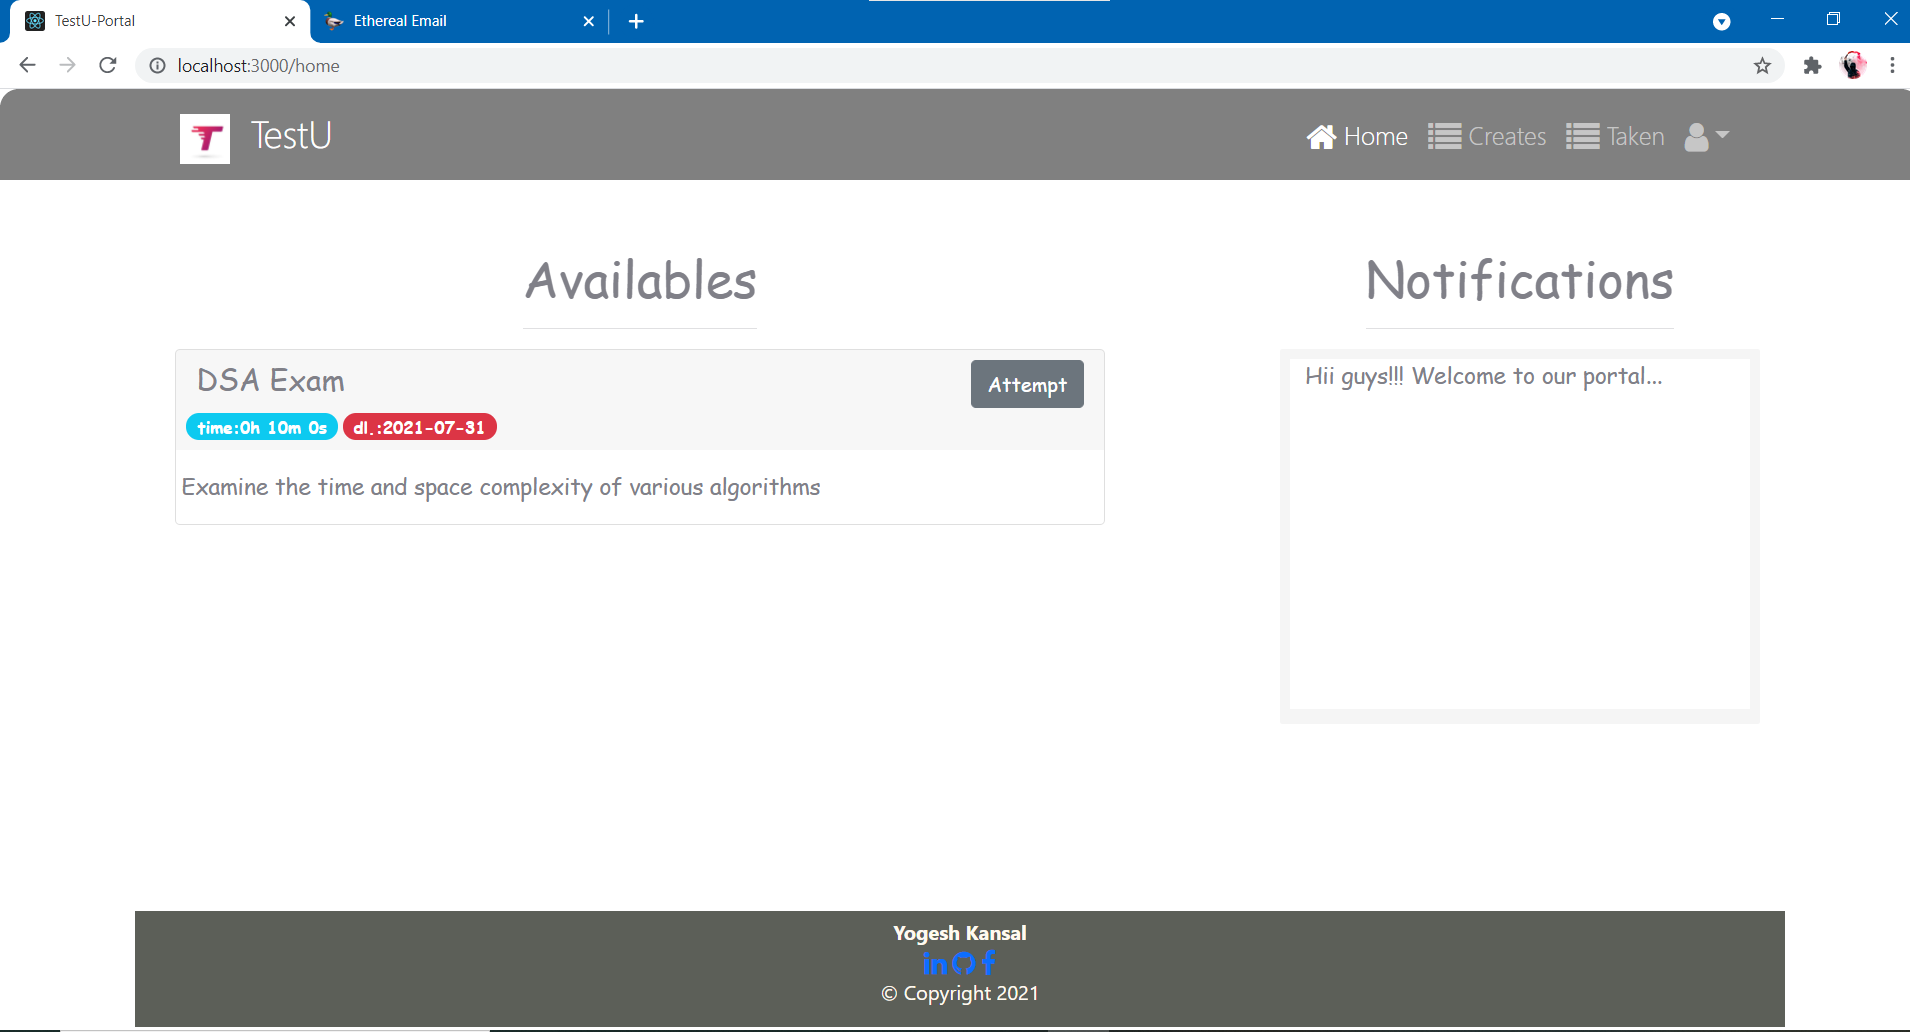 TestU-Portal
Ethereal Email
localhost:3000/home
T TestU
Home Creates Taken
Availables
Notifications
DSA Exam
Attempt
time:0h 10m 0s dl.:2021-07-31
Examine the time and space complexity of various algorithms
Hii guys!!! Welcome to our portal...
Yogesh Kansal
in f
© Copyright 2021